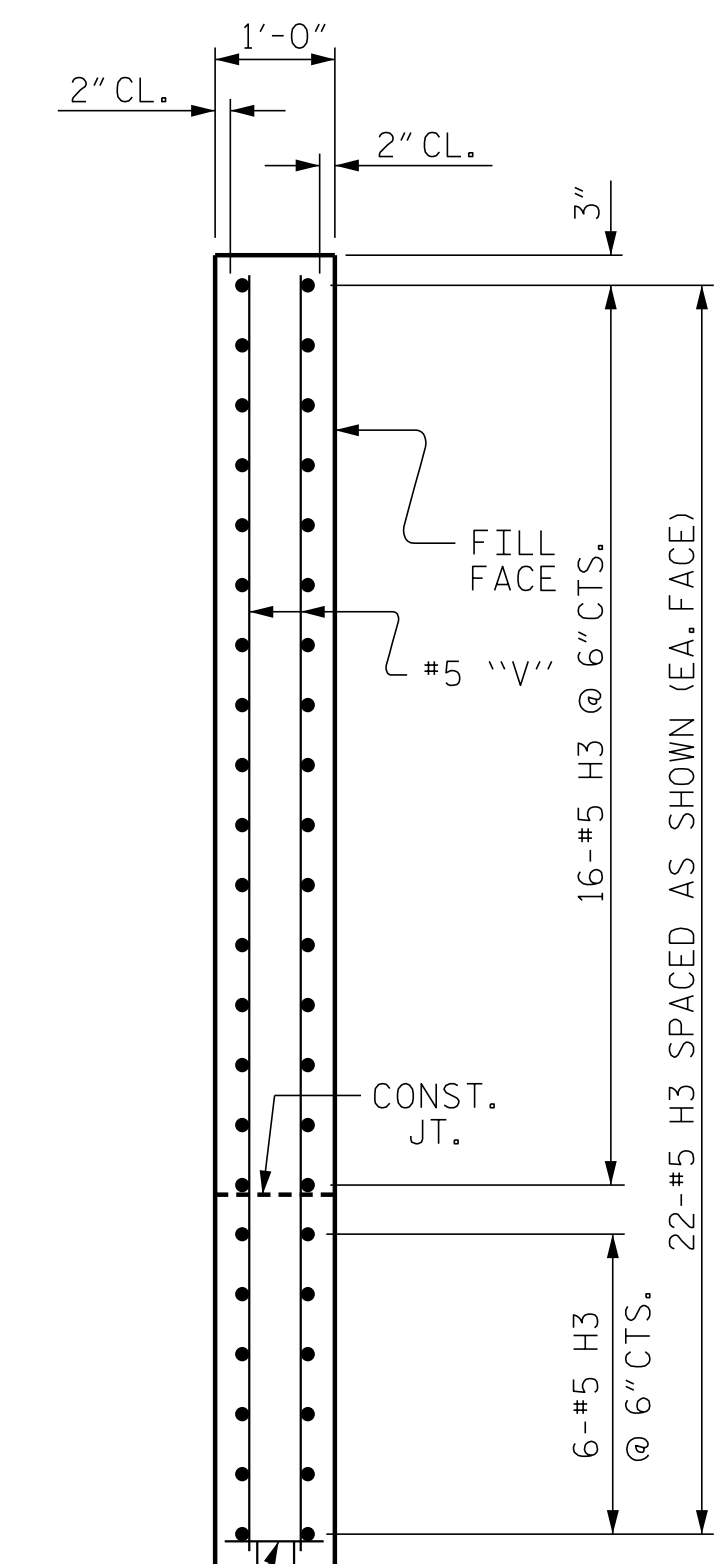 1'-0"
2" CL.
2" CL.
3"
FILL
FACE
#5 "V"
16-#5 H3 @ 6"CTS.
22-#5 H3 SPACED AS SHOWN (EA. FACE)
CONST.
JT.
6-#5 H3
@ 6"CTS.